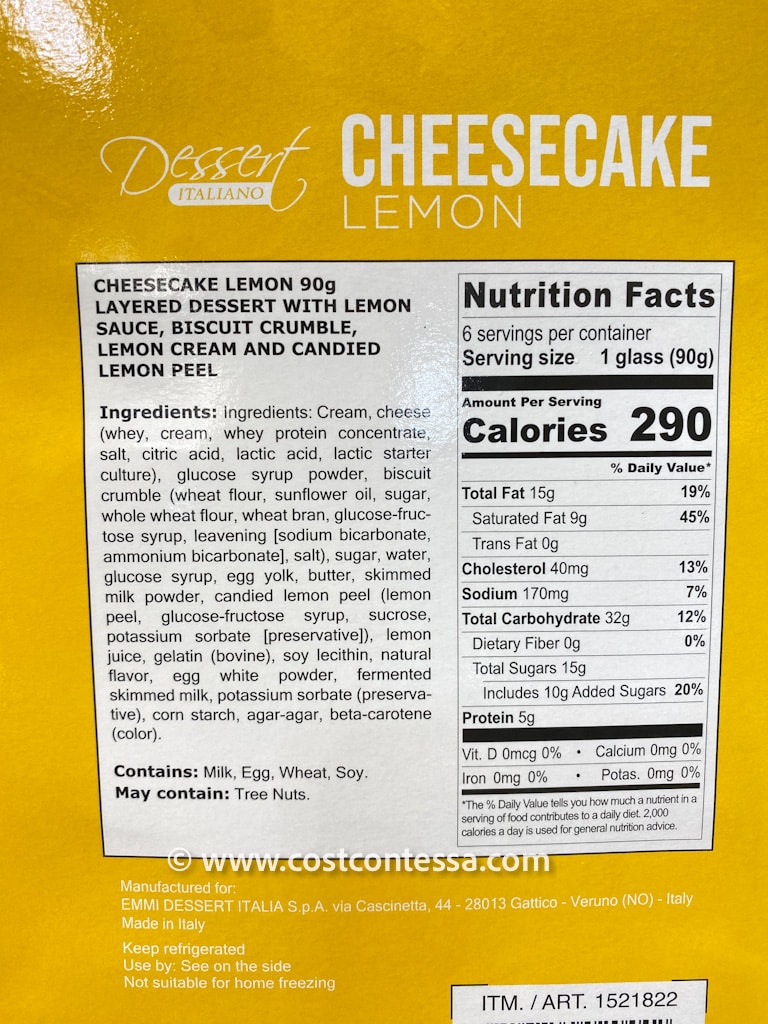 Dessert
ITALIANO
CHEESECAKE
LEMON
CHEESECAKE LEMON 90g
LAYERED DESSERT WITH LEMON
SAUCE, BISCUIT CRUMBLE,
LEMON CREAM AND CANDIED
LEMON PEEL
Ingredients: Ingredients: Cream, cheese
(whey, cream, whey protein concentrate,
salt, citric acid, lactic acid, lactic starter
culture), glucose syrup powder, biscuit
crumble (wheat flour, sunflower oil, sugar,
whole wheat flour, wheat bran, glucose-fruc-
tose syrup, leavening [sodium bicarbonate,
ammonium bicarbonate], salt), sugar, water,
glucose syrup, egg yolk, butter, skimmed
milk powder, candied lemon peel (lemon
peel, glucose-fructose syrup, sucrose,
potassium sorbate [preservative]), lemon
juice, gelatin (bovine), soy lecithin, natural
flavor, egg white powder, fermented
skimmed milk, potassium sorbate (preserva-
tive), corn starch, agar-agar, beta-carotene
(color).
Contains: Milk, Egg, Wheat, Soy.
May contain: Tree Nuts.
Nutrition Facts
6 servings per container
Serving size 1 glass (90g)
Amount Per Serving
Calories 290
% Daily Value*
Total Fat 15g 19%
Saturated Fat 9g 45%
Trans Fat 0g
Cholesterol 40mg 13%
Sodium 170mg 7%
Total Carbohydrate 32g 12%
Dietary Fiber 0g 0%
Total Sugars 15g
Includes 10g Added Sugars 20%
Protein 5g
Vit. D 0mcg 0% • Calcium 0mg 0%
Iron 0mg 0% • Potas. 0mg 0%
*The % Daily Value tells you how much a nutrient in a
serving of food contributes to a daily diet. 2,000
calories a day is used for general nutrition advice.
© www.costcontessa.com
Manufactured for:
EMMI DESSERT ITALIA S.p.A. via Cascinetta, 44 - 28013 Gattico - Veruno (NO) - Italy
Made in Italy
Keep refrigerated
Use by: See on the side
Not suitable for home freezing
ITM. / ART. 1521822